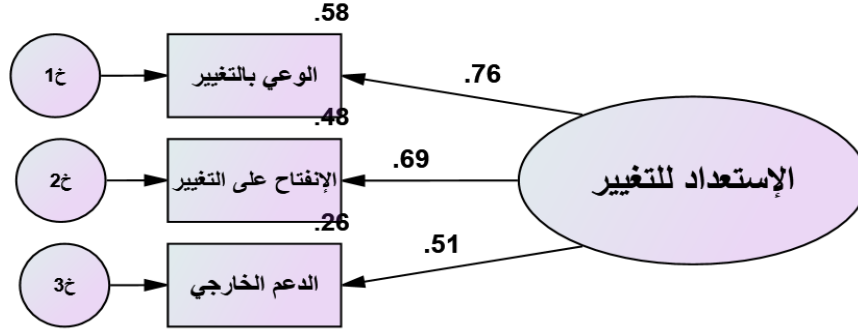 .58
خ1
الوعي بالتغيير
.76
.48
خ2
الإنفتاح على التغيير
.69
الإستعداد للتغيير
.26
خ3
الدعم الخارجي
.51